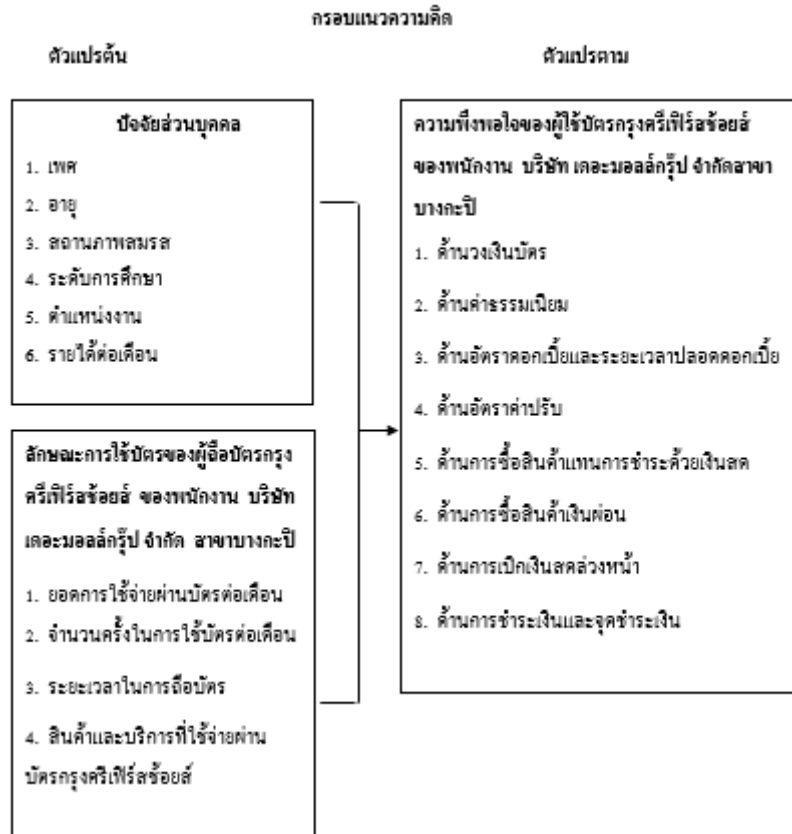 กรอบแนวความคิด
ตัวแปรต้น
ตัวแปรตาม
ปัจจัยส่วนบุคคล
1. เพศ
2. อายุ
3. สถานภาพสมรส
4. ระดับการศึกษา
5. ตำแหน่งงาน
6. รายได้ต่อเดือน
ลักษณะการใช้บัตรของผู้ถือบัตรกรุง
ศรีเฟิร์สช้อยส์ ของพนักงาน บริษัท
เดอะมอลล์กรุ๊ป จำกัด สาขาบางกะปิ
1. ยอดการใช้จ่ายผ่านบัตรต่อเดือน
2. จำนวนครั้งในการใช้บัตรต่อเดือน
3. ระยะเวลาในการถือบัตร
4. สินค้าและบริการที่ใช้จ่ายผ่าน
บัตรกรุงศรีเฟิร์สช้อยส์
ความพึงพอใจของผู้ใช้บัตรกรุงศรีเฟิร์สช้อยส์
ของพนักงาน บริษัท เดอะมอลล์กรุ๊ป จำกัดสาขา
บางกะปิ
1. ด้านวงเงินบัตร
2. ด้านค่าธรรมเนียม
3. ด้านอัตราดอกเบี้ยและระยะเวลาปลอดดอกเบี้ย
4. ด้านอัตราค่าปรับ
5. ด้านการซื้อสินค้าแทนการชำระด้วยเงินสด
6. ด้านการซื้อสินค้าเงินผ่อน
7. ด้านการเบิกเงินสดล่วงหน้า
8. ด้านการชำระเงินและจุดชำระเงิน